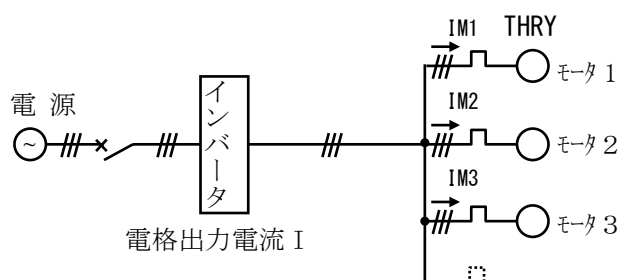 IM1 THRY
モータ 1
電 源
インバータ
IM2
モータ 2
IM3
モータ 3
電格出力電流 I